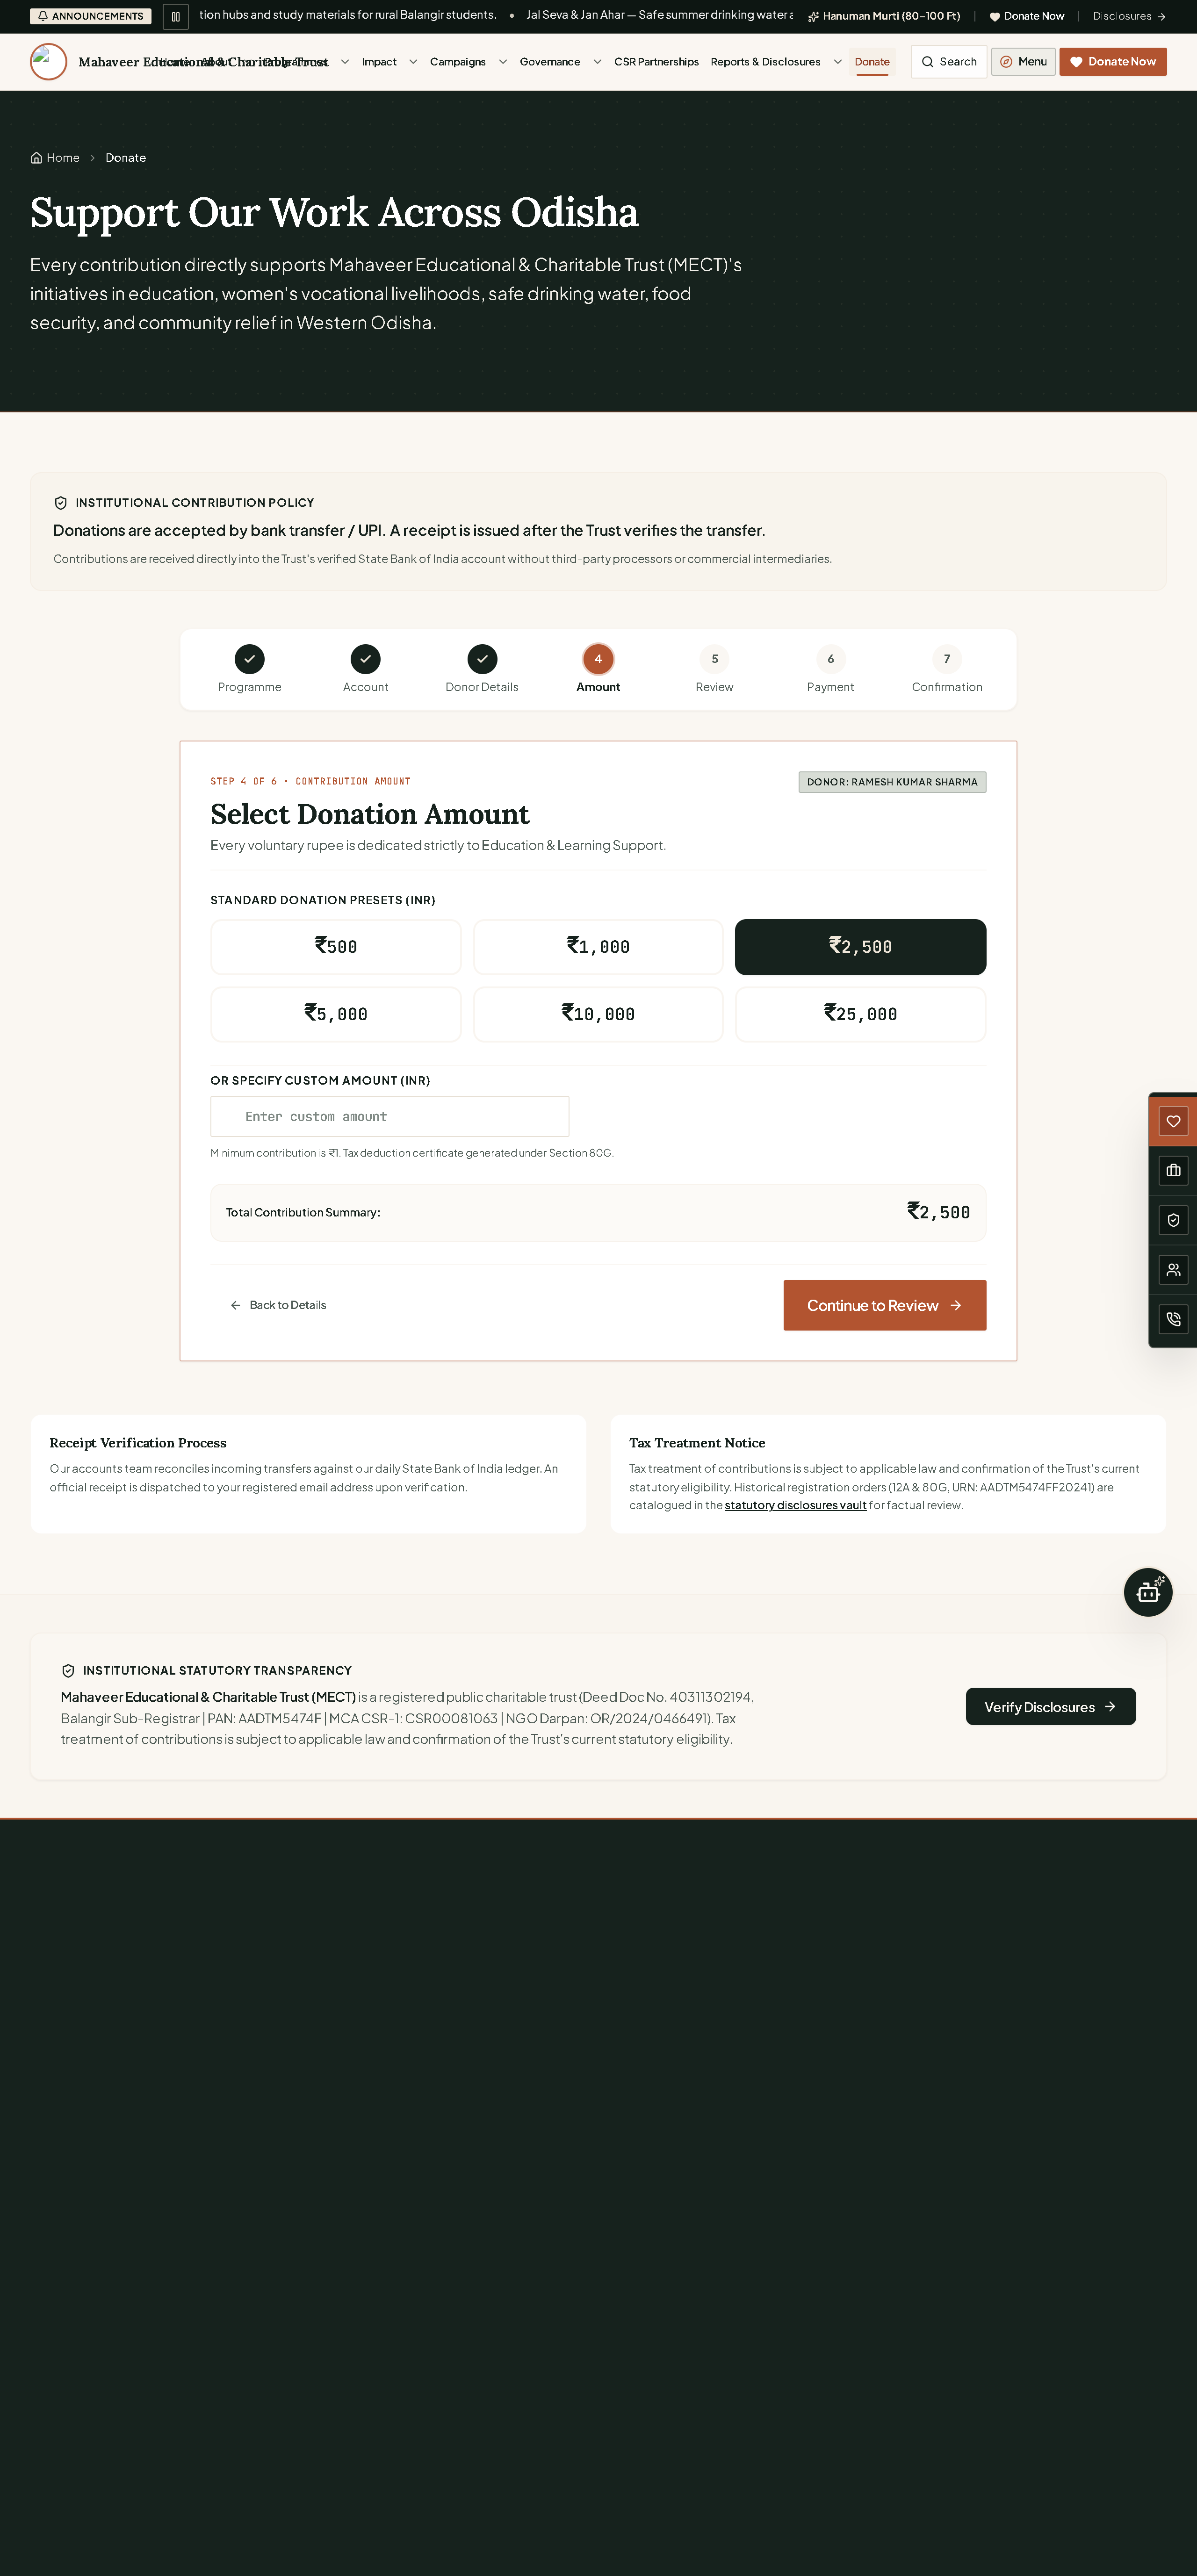 ANNOUNCEMENTS
tion hubs and study materials for rural Balangir students. • Jal Seva & Jan Ahar — Safe summer drinking water a
Hanuman Murti (80–100 Ft)
Donate Now
Disclosures →
Mahaveer Educational & Charitable Trust
Home
About
Programmes
Impact
Campaigns
Governance
CSR Partnerships
Reports & Disclosures
Donate
Search
Menu
Donate Now
Home > Donate
Support Our Work Across Odisha
Every contribution directly supports Mahaveer Educational & Charitable Trust (MECT)'s
initiatives in education, women's vocational livelihoods, safe drinking water, food
security, and community relief in Western Odisha.
INSTITUTIONAL CONTRIBUTION POLICY
Donations are accepted by bank transfer / UPI. A receipt is issued after the Trust verifies the transfer.
Contributions are received directly into the Trust's verified State Bank of India account without third-party processors or commercial intermediaries.
4 5 6 7
Programme Account Donor Details Amount Review Payment Confirmation
STEP 4 OF 6 • CONTRIBUTION AMOUNT
DONOR: RAMESH KUMAR SHARMA
Select Donation Amount
Every voluntary rupee is dedicated strictly to Education & Learning Support.
STANDARD DONATION PRESETS (INR)
₹500 ₹1,000 ₹2,500
₹5,000 ₹10,000 ₹25,000
OR SPECIFY CUSTOM AMOUNT (INR)
Enter custom amount
Minimum contribution is ₹1. Tax deduction certificate generated under Section 80G.
Total Contribution Summary: ₹2,500
← Back to Details
Continue to Review →
Receipt Verification Process
Our accounts team reconciles incoming transfers against our daily State Bank of India ledger. An
official receipt is dispatched to your registered email address upon verification.
Tax Treatment Notice
Tax treatment of contributions is subject to applicable law and confirmation of the Trust's current
statutory eligibility. Historical registration orders (12A & 80G, URN: AADTM5474FF20241) are
catalogued in the statutory disclosures vault for factual review.
INSTITUTIONAL STATUTORY TRANSPARENCY
Mahaveer Educational & Charitable Trust (MECT) is a registered public charitable trust (Deed Doc No. 40311302194,
Balangir Sub-Registrar | PAN: AADTM5474F | MCA CSR-1: CSR00081063 | NGO Darpan: OR/2024/0466491). Tax
treatment of contributions is subject to applicable law and confirmation of the Trust's current statutory eligibility.
Verify Disclosures →